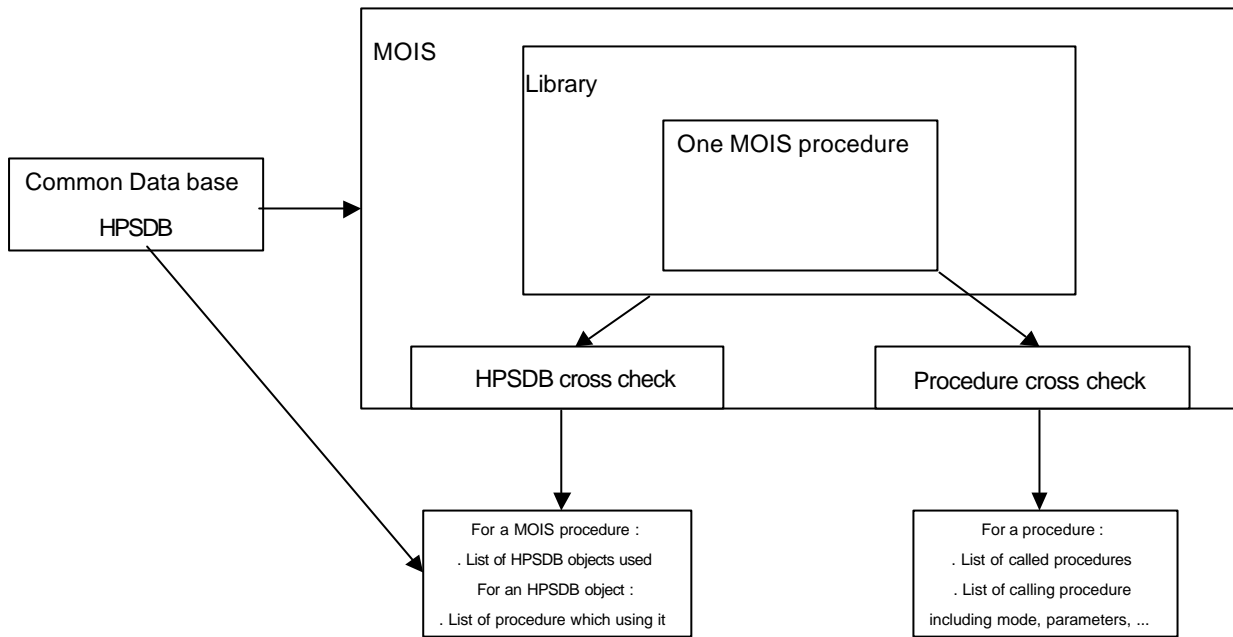 MOIS
Library
One MOIS procedure
Common Data base
HPSDB
HPSDB cross check
Procedure cross check
For a MOIS procedure :
. List of HPSDB objects used
For an HPSDB object :
. List of procedure which using it
For a procedure :
. List of called procedures
. List of calling procedure
including mode, parameters, ...